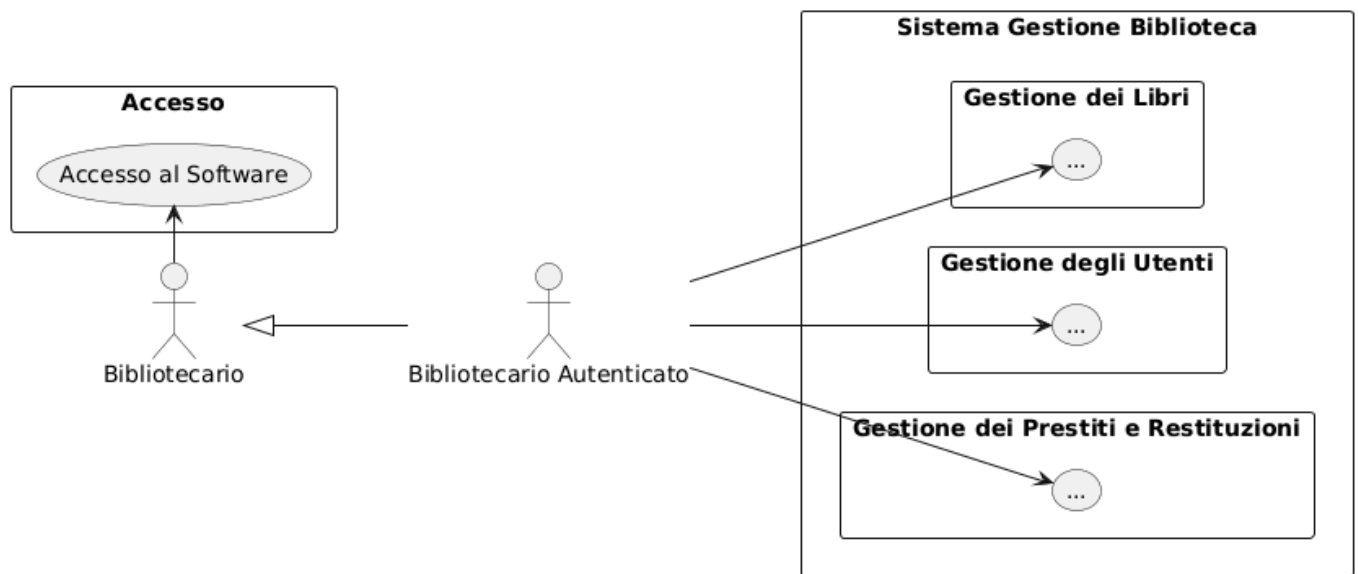 Sistema Gestione Biblioteca
Accesso
Accesso al Software
Bibliotecario
Bibliotecario Autenticato
Gestione dei Libri
...
Gestione degli Utenti
...
Gestione dei Prestiti e Restituzioni
...